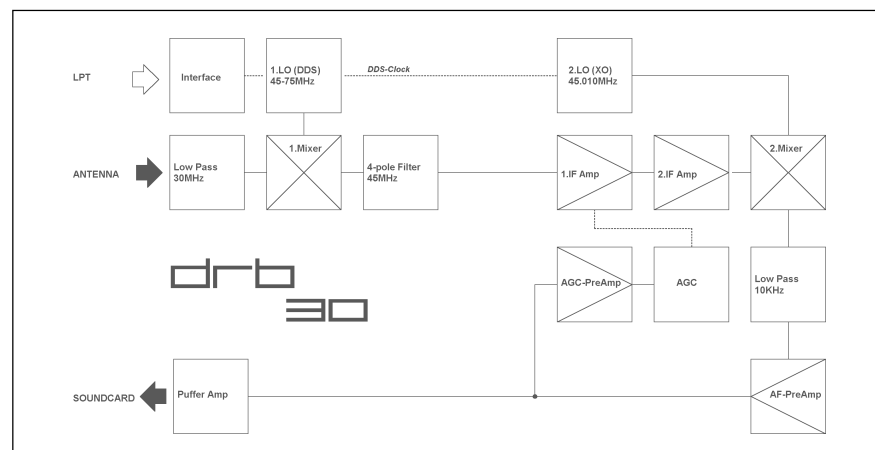 LPT
Interface
1.LO (DDS)
45-75MHz
DDS-Clock
2.LO (XO)
45.010MHz
ANTENNA
Low Pass
30MHz
1.Mixer
4-pole Filter
45MHz
1.IF Amp
2.IF Amp
2.Mixer
drb
30
AGC-PreAmp
AGC
Low Pass
10KHz
SOUNDCARD
Puffer Amp
AF-PreAmp